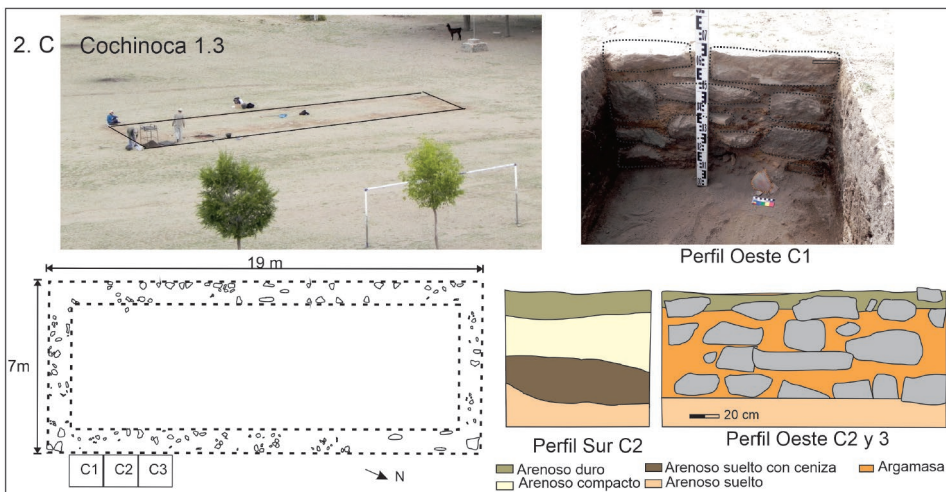 2. C Cochinoca 1.3
Perfil Oeste C1
19 m
7m
C1 C2 C3
N
20 cm
Perfil Sur C2
Perfil Oeste C2 y 3
Arenoso duro
Arenoso suelto con ceniza
Argamasa
Arenoso compacto
Arenoso suelto